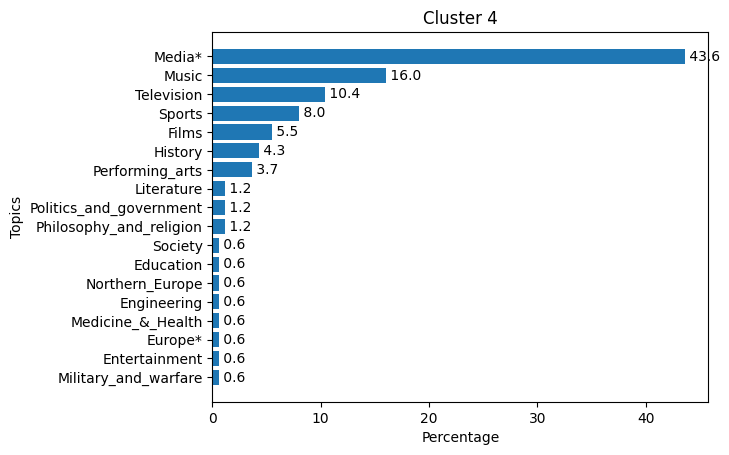 Cluster 4
Topics
Media* 43.6
Music 16.0
Television 10.4
Sports 8.0
Films 5.5
History 4.3
Performing_arts 3.7
Literature 1.2
Politics_and_government 1.2
Philosophy_and_religion 1.2
Society 0.6
Education 0.6
Northern_Europe 0.6
Engineering 0.6
Medicine_&_Health 0.6
Europe* 0.6
Entertainment 0.6
Military_and_warfare 0.6
0 10 20 30 40
Percentage